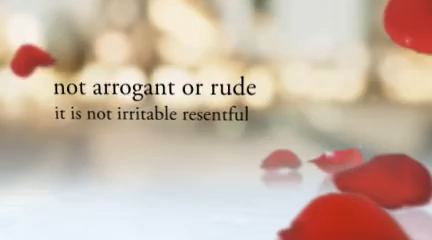 not arrogant or rude
it is not irritable resentful